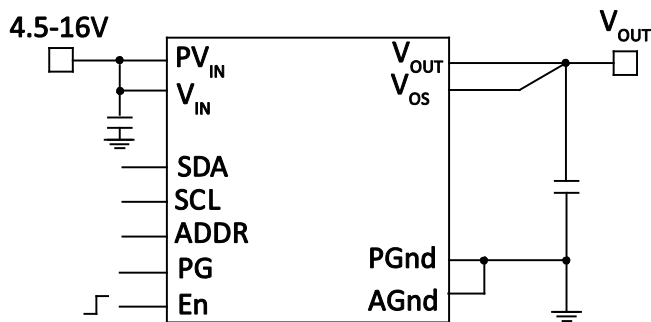 4.5-16V
V_OUT
PV_IN
V_OUT
V_IN
V_OS
SDA
SCL
ADDR
PGnd
PG
AGnd
En